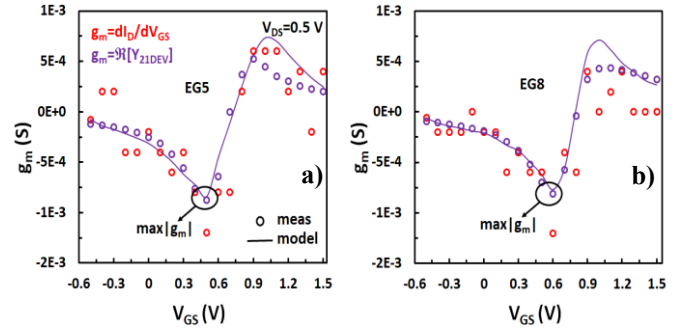 1E-3
5E-4
0E+0
-5E-4
-1E-3
-2E-3
g_m (S)
g_m=dI_D/dV_GS
g_m=ℜ[Y_21DEV]
V_DS=0.5 V
EG5
a)
max|g_m|
meas
model
-0.6 -0.3 0 0.3 0.6 0.9 1.2 1.5
V_GS (V)
1E-3
5E-4
0E+0
-5E-4
-1E-3
-2E-3
g_m (S)
EG8
b)
max|g_m|
-0.6 -0.3 0 0.3 0.6 0.9 1.2 1.5
V_GS (V)